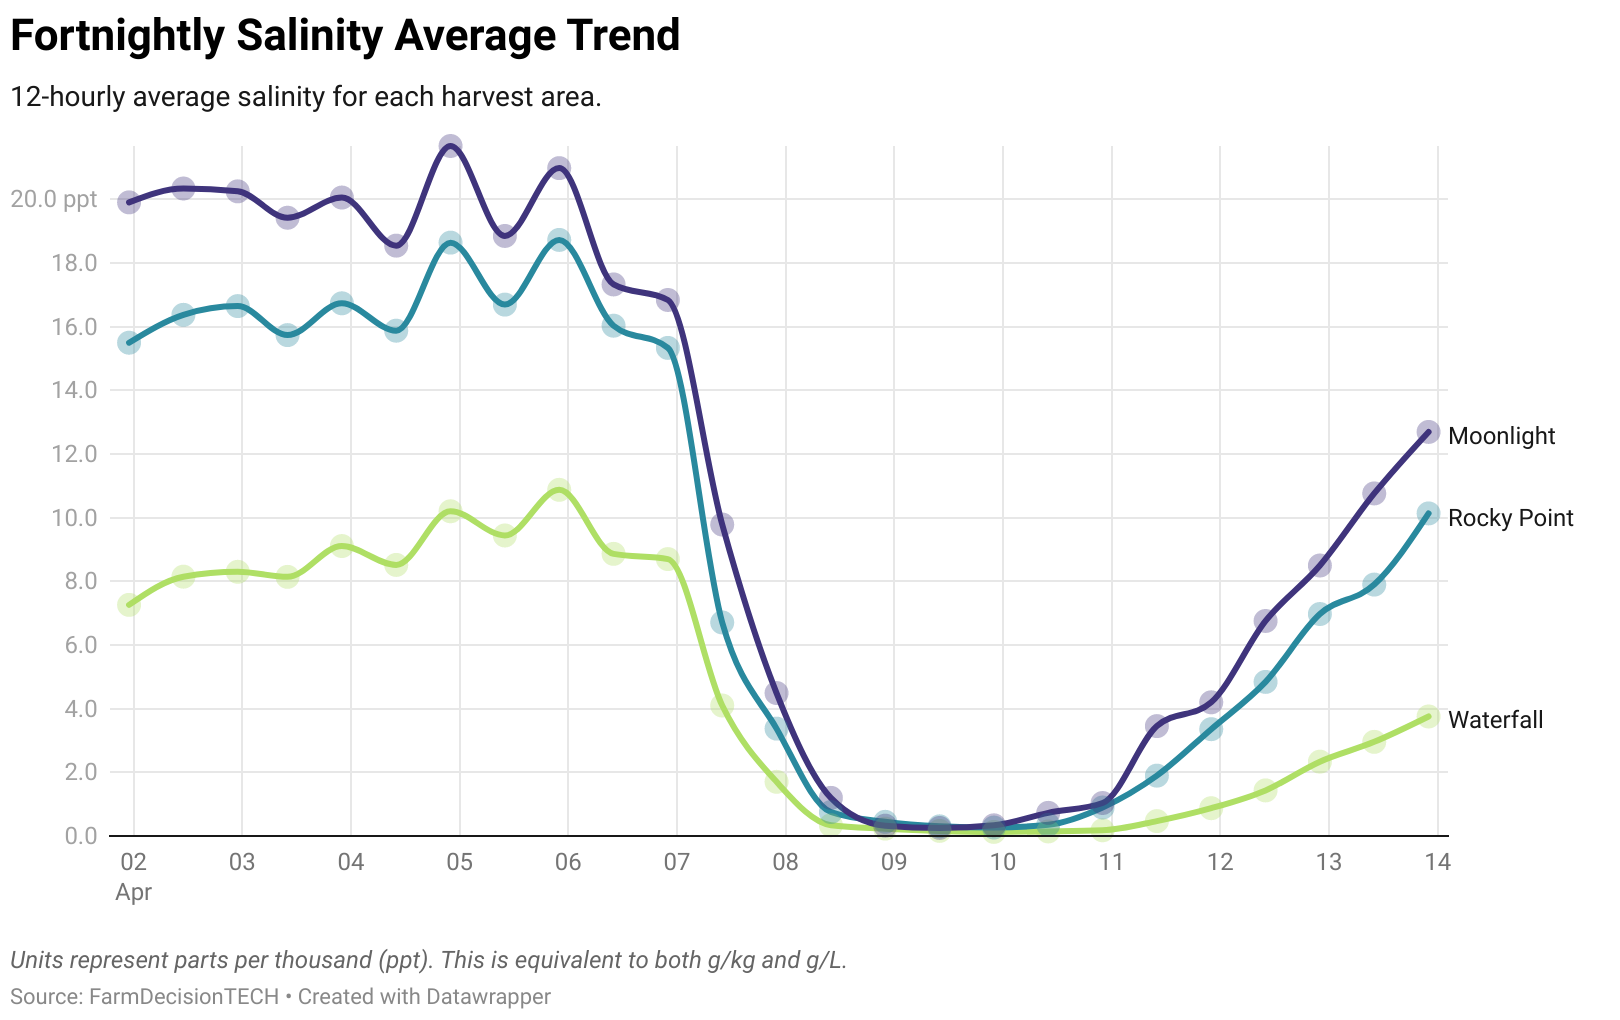 Fortnightly Salinity Average Trend
12-hourly average salinity for each harvest area.
20.0 ppt
18.0
16.0
14.0
12.0
10.0
8.0
6.0
4.0
2.0
0.0
Moonlight
Rocky Point
Waterfall
02 03 04 05 06 07 08 09 10 11 12 13 14
Apr
Units represent parts per thousand (ppt). This is equivalent to both g/kg and g/L.
Source: FarmDecisionTECH • Created with Datawrapper